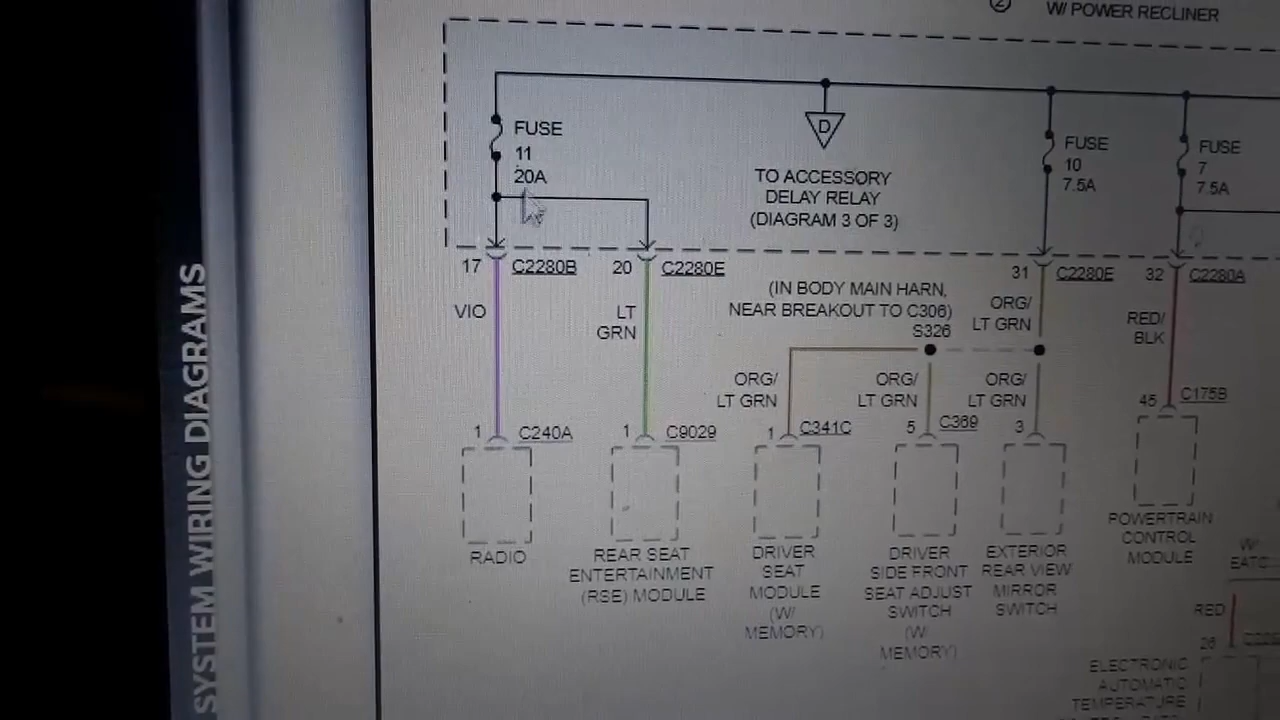 2
W/ POWER RECLINER
FUSE
11
20A
D
TO ACCESSORY
DELAY RELAY
(DIAGRAM 3 OF 3)
FUSE
10
7.5A
FUSE
7
7.5A
17
C2280B
20
C2280E
31
C2280E
32
C2280A
VIO
LT
GRN
(IN BODY MAIN HARN,
NEAR BREAKOUT TO C306)
S326
ORG/
LT GRN
RED/
BLK
ORG/
LT GRN
ORG/
LT GRN
ORG/
LT GRN
1
C240A
1
C9029
1
C341C
5
C369
3
45
C175B
RADIO
REAR SEAT
ENTERTAINMENT
(RSE) MODULE
DRIVER
SEAT
MODULE
(W/
MEMORY)
DRIVER
SIDE FRONT
SEAT ADJUST
SWITCH
(W/
MEMORY)
EXTERIOR
REAR VIEW
MIRROR
SWITCH
POWERTRAIN
CONTROL
MODULE
W/
EATC
RED
26
ELECTRONIC
AUTOMATIC
TEMPERATURE
SYSTEM WIRING DIAGRAMS